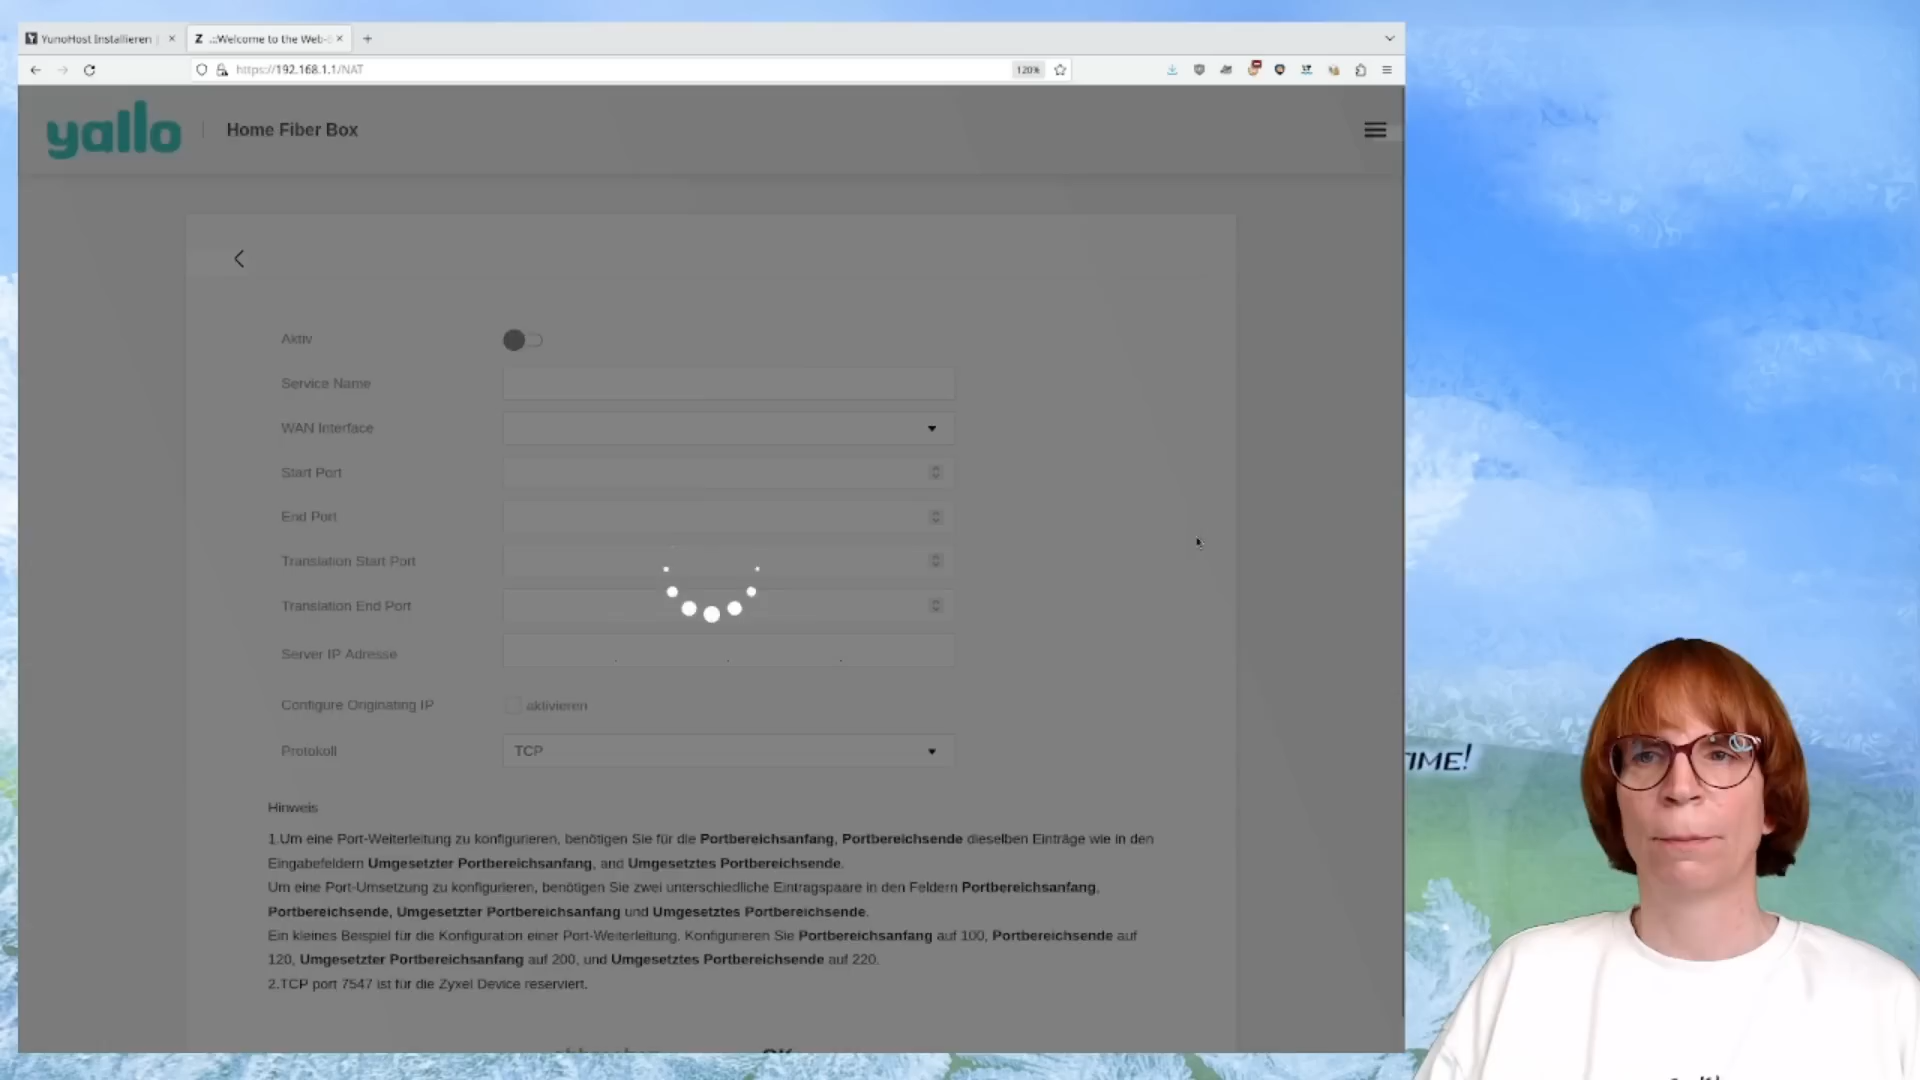 YunoHost Installieren
Z .::Welcome to the Web-
https://192.168.1.1/NAT
120%
yallo
Home Fiber Box
Aktiv
Service Name
WAN Interface
Start Port
End Port
Translation Start Port
Translation End Port
Server IP Adresse
. . .
Configure Originating IP
aktivieren
Protokoll
TCP
Hinweis
1.Um eine Port-Weiterleitung zu konfigurieren, benötigen Sie für die Portbereichsanfang, Portbereichsende dieselben Einträge wie in den
Eingabefeldern Umgesetzter Portbereichsanfang, and Umgesetztes Portbereichsende.
Um eine Port-Umsetzung zu konfigurieren, benötigen Sie zwei unterschiedliche Eintragspaare in den Feldern Portbereichsanfang,
Portbereichsende, Umgesetzter Portbereichsanfang und Umgesetztes Portbereichsende.
Ein kleines Beispiel für die Konfiguration einer Port-Weiterleitung. Konfigurieren Sie Portbereichsanfang auf 100, Portbereichsende auf
120, Umgesetzter Portbereichsanfang auf 200, und Umgesetztes Portbereichsende auf 220.
2.TCP port 7547 ist für die Zyxel Device reserviert.
OK
TIME!